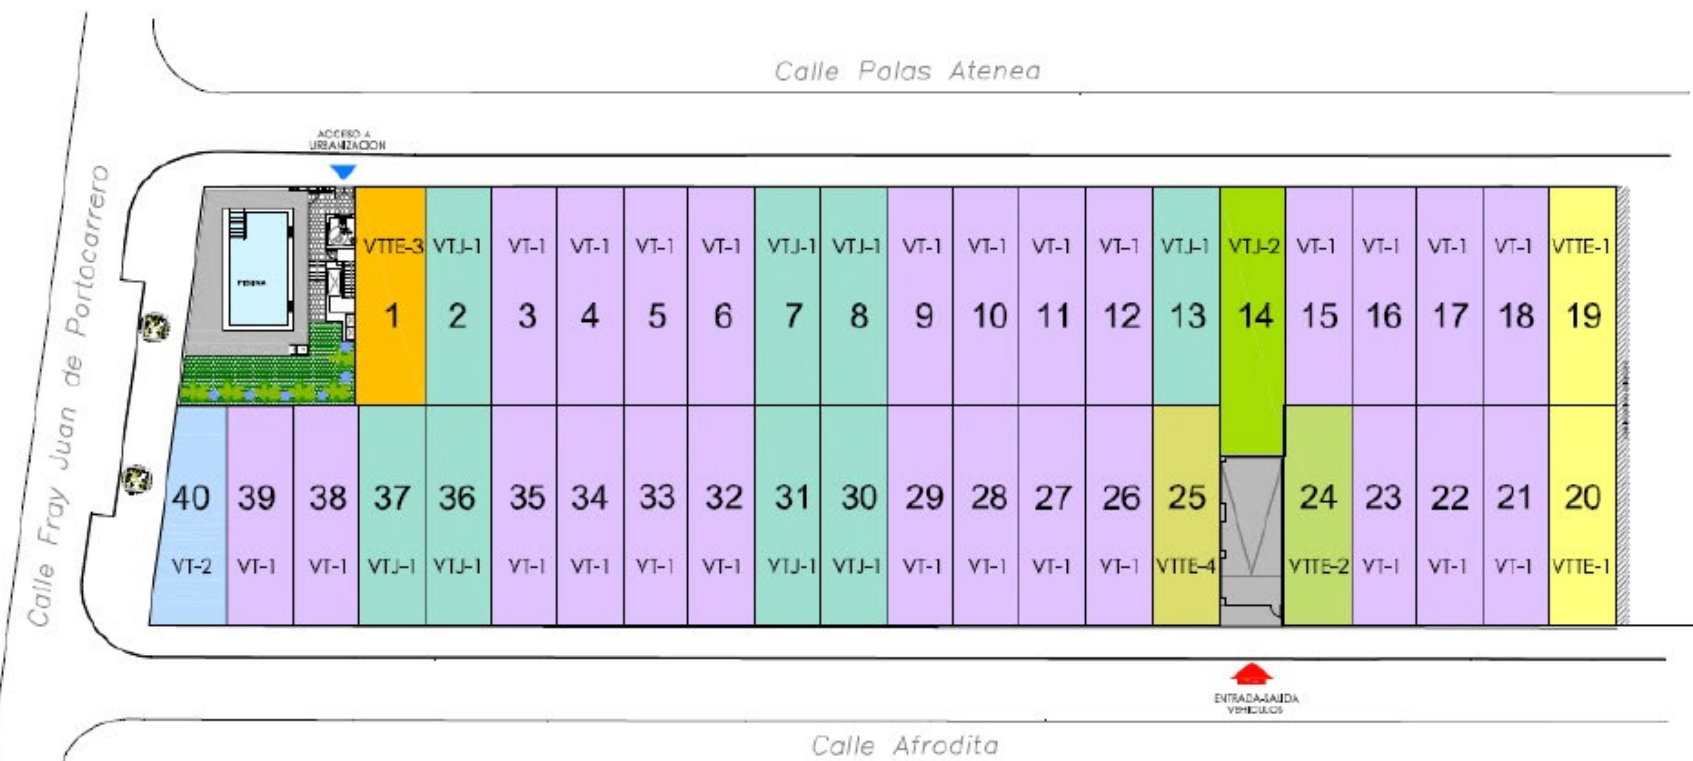 Calle Palas Atenea
ACCESO A
URBANIZACION
Calle Fray Juan de Portocarrero
PISCINA
VTTE-3 VTJ-1 VT-1 VT-1 VT-1 VT-1 VTJ-1 VTJ-1 VT-1 VT-1 VT-1 VT-1 VTJ-1 VTJ-2 VT-1 VT-1 VT-1 VT-1 VTTE-1
1 2 3 4 5 6 7 8 9 10 11 12 13 14 15 16 17 18 19
40 39 38 37 36 35 34 33 32 31 30 29 28 27 26 25 24 23 22 21 20
VT-2 VT-1 VT-1 VTJ-1 VTJ-1 VT-1 VT-1 VT-1 VT-1 VTJ-1 VTJ-1 VT-1 VT-1 VT-1 VT-1 VTTE-4 VTTE-2 VT-1 VT-1 VT-1 VTTE-1
ENTRADA-SALIDA
VEHICULOS
Calle Afrodita